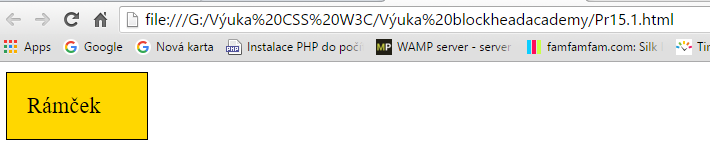 file:///G:/Výuka%20CSS%20W3C/Výuka%20blockheadacademy/Pr15.1.html
Apps Google Nová karta Instalace PHP do poč WAMP server - server famfamfam.com: Silk Timel
Rámček